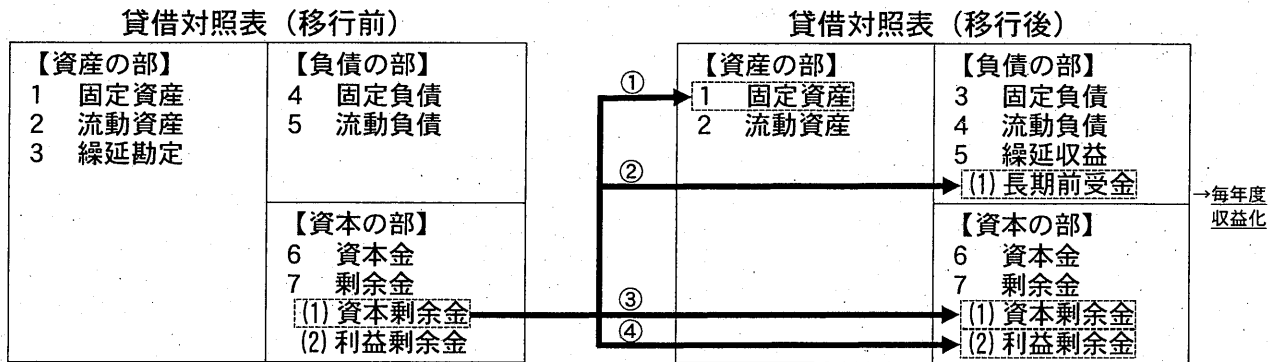 貸借対照表（移行前）
【資産の部】
1 固定資産
2 流動資産
3 繰延勘定
【負債の部】
4 固定負債
5 流動負債
【資本の部】
6 資本金
7 剰余金
(1) 資本剰余金
(2) 利益剰余金
①
②
③
④
貸借対照表（移行後）
【資産の部】
1 固定資産
2 流動資産
【負債の部】
3 固定負債
4 流動負債
5 繰延収益
(1) 長期前受金
【資本の部】
6 資本金
7 剰余金
(1) 資本剰余金
(2) 利益剰余金
→毎年度
収益化